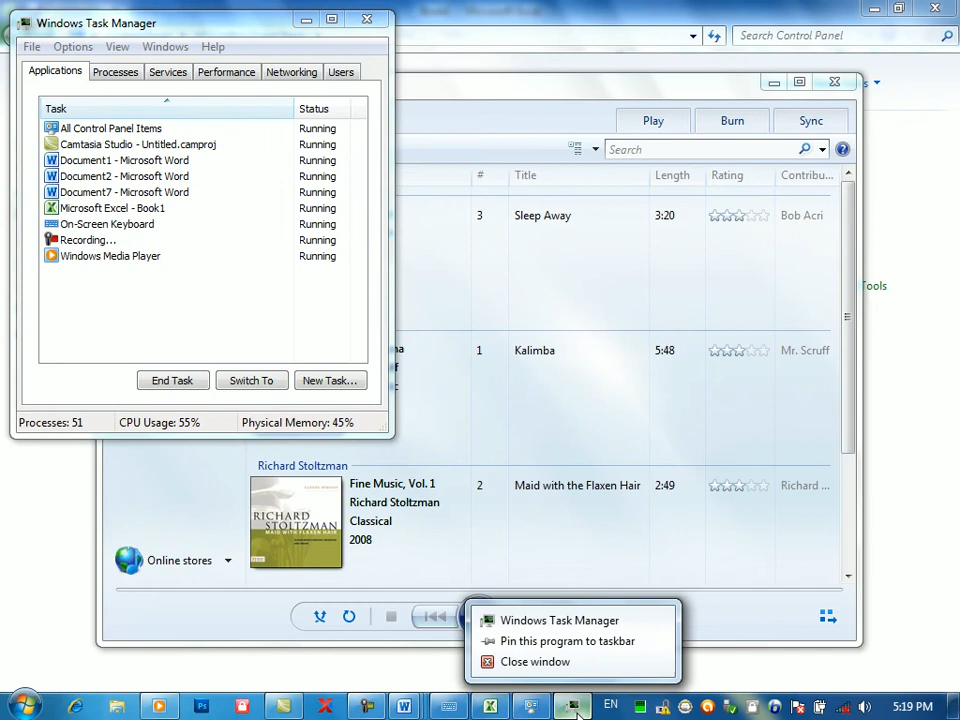 Windows Task Manager
File Options View Windows Help
Applications Processes Services Performance Networking Users
Task Status
All Control Panel Items Running
Camtasia Studio - Untitled.camproj Running
Document1 - Microsoft Word Running
Document2 - Microsoft Word Running
Document7 - Microsoft Word Running
Microsoft Excel - Book1 Running
On-Screen Keyboard Running
Recording... Running
Windows Media Player Running
End Task Switch To New Task...
Processes: 51 CPU Usage: 55% Physical Memory: 45%
Search Control Panel
Play Burn Sync
Search
# Title Length Rating Contribu...
3 Sleep Away 3:20 Bob Acri
Tools
1 Kalimba 5:48 Mr. Scruff
Richard Stoltzman
Fine Music, Vol. 1 2 Maid with the Flaxen Hair 2:49 Richard ...
Richard Stoltzman
Classical
2008
RICHARD
STOLTZMAN
MAID WITH FLAXEN HAIR
Online stores
Windows Task Manager
Pin this program to taskbar
Close window
EN 5:19 PM